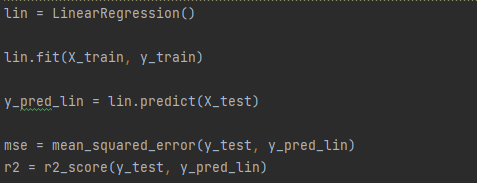 lin = LinearRegression()
lin.fit(X_train, y_train)
y_pred_lin = lin.predict(X_test)
mse = mean_squared_error(y_test, y_pred_lin)
r2 = r2_score(y_test, y_pred_lin)